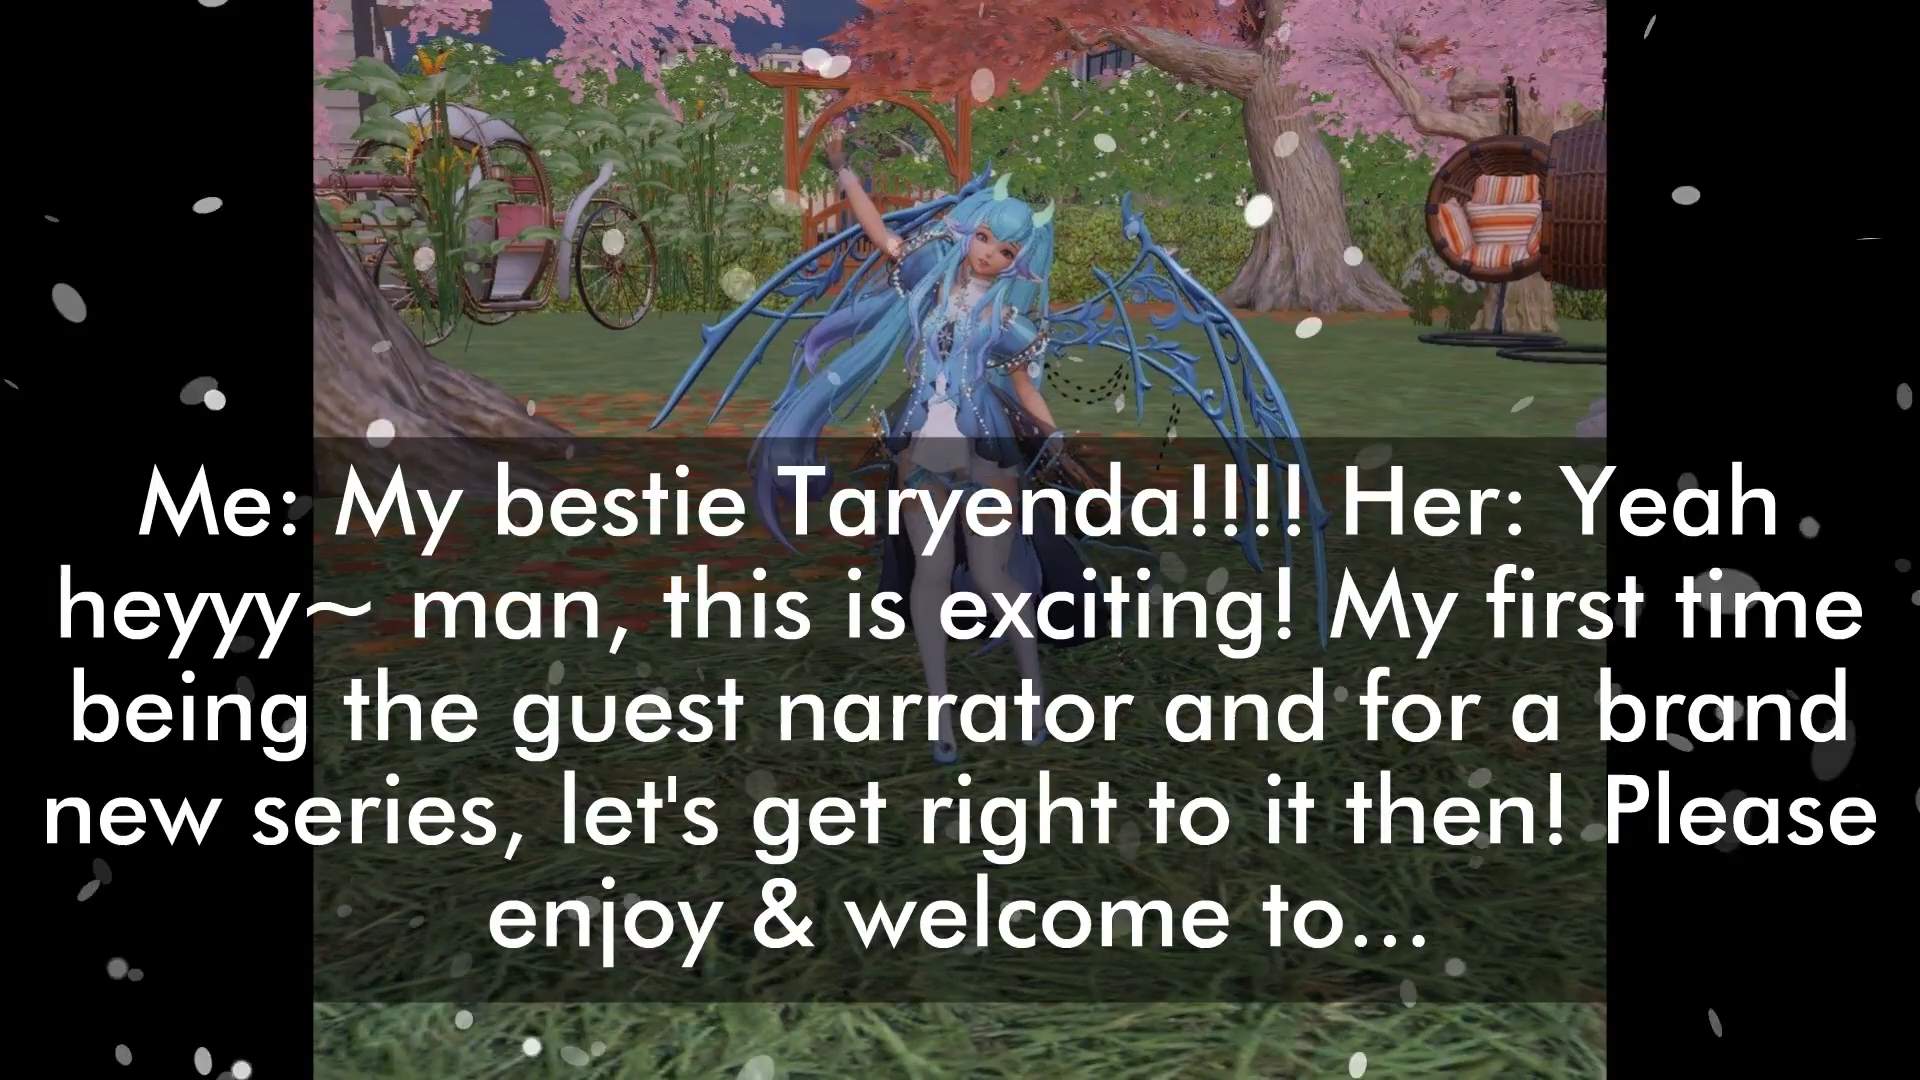 Me: My bestie Taryenda!!!! Her: Yeah
heyyy~ man, this is exciting! My first time
being the guest narrator and for a brand
new series, let's get right to it then! Please
enjoy & welcome to...